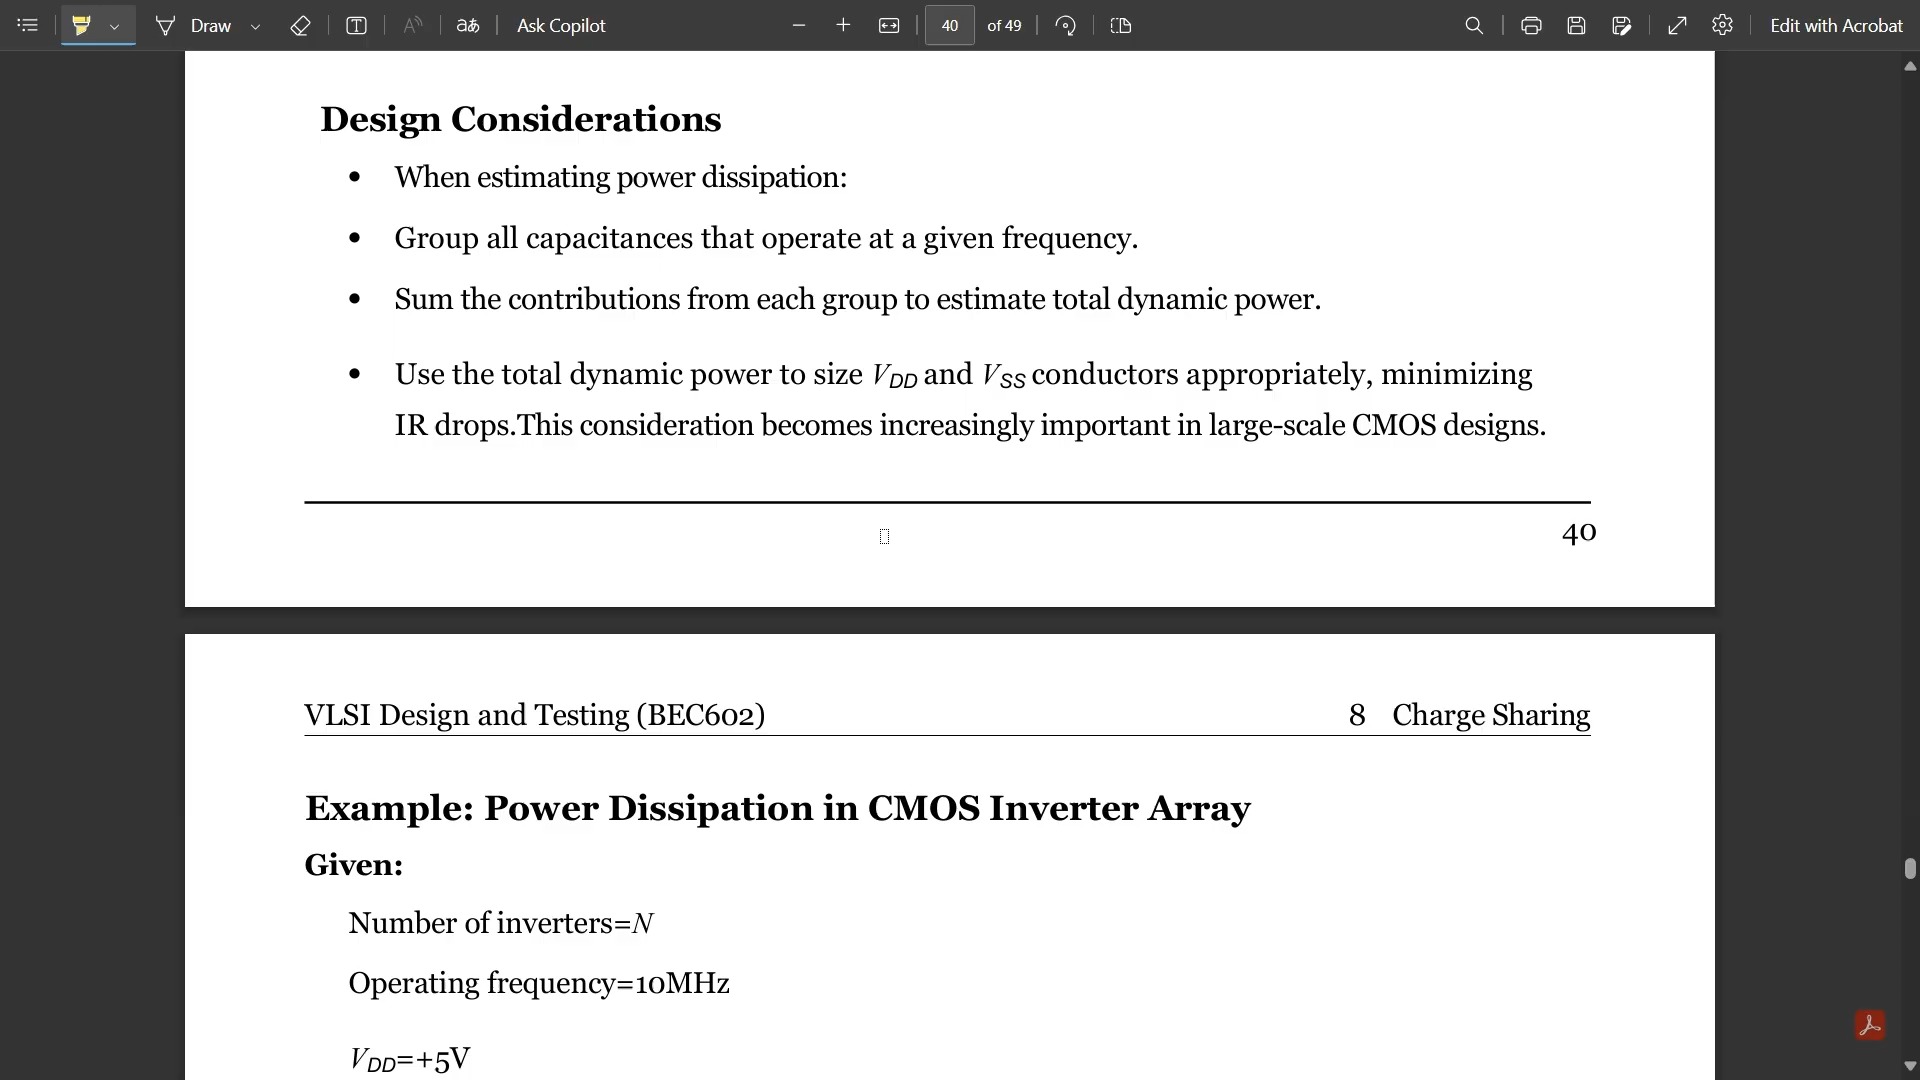 Draw
Ask Copilot
40 of 49
Edit with Acrobat
Design Considerations
• When estimating power dissipation:
• Group all capacitances that operate at a given frequency.
• Sum the contributions from each group to estimate total dynamic power.
• Use the total dynamic power to size VDD and VSS conductors appropriately, minimizing
IR drops.This consideration becomes increasingly important in large-scale CMOS designs.
40
VLSI Design and Testing (BEC602) 8 Charge Sharing
Example: Power Dissipation in CMOS Inverter Array
Given:
Number of inverters=N
Operating frequency=10MHz
VDD=+5V